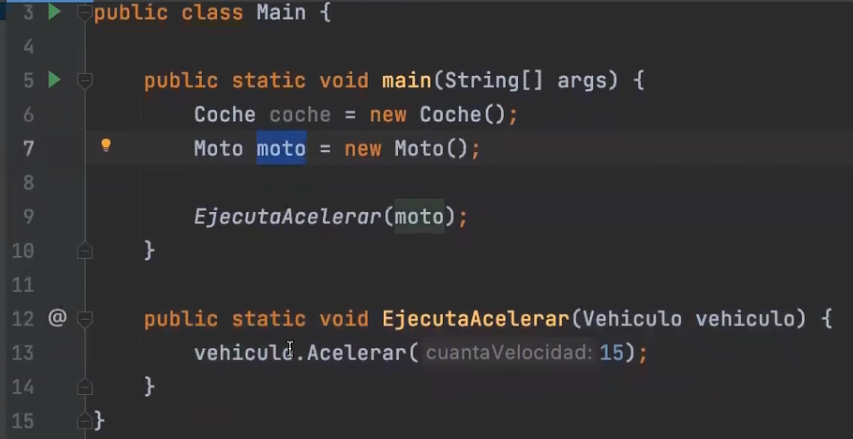 3 public class Main {
4
5 public static void main(String[] args) {
6 Coche coche = new Coche();
7 Moto moto = new Moto();
8
9 EjecutaAcelerar(moto);
10 }
11
12 @ public static void EjecutaAcelerar(Vehiculo vehiculo) {
13 vehiculo.Acelerar( cuantaVelocidad: 15);
14 }
15 }